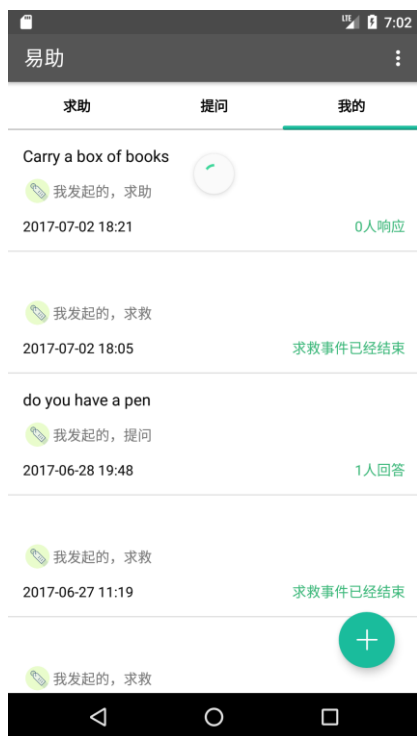 LTE 7:02
易助
求助 提问 我的
Carry a box of books
我发起的，求助
2017-07-02 18:21 0人响应
我发起的，求救
2017-07-02 18:05 求救事件已经结束
do you have a pen
我发起的，提问
2017-06-28 19:48 1人回答
我发起的，求救
2017-06-27 11:19 求救事件已经结束
我发起的，求救